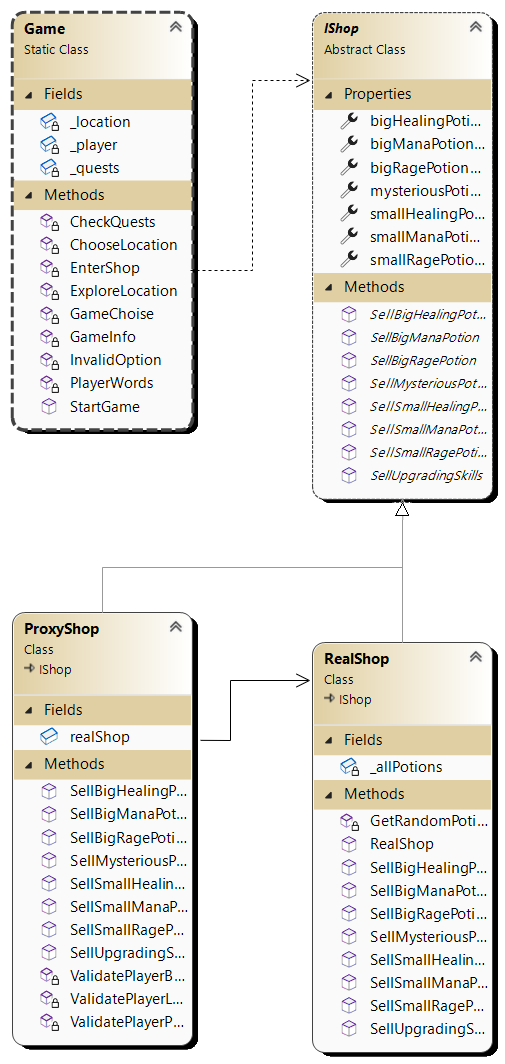 Game
Static Class
Fields
_location
_player
_quests
Methods
CheckQuests
ChooseLocation
EnterShop
ExploreLocation
GameChoise
GameInfo
InvalidOption
PlayerWords
StartGame
IShop
Abstract Class
Properties
bigHealingPoti...
bigManaPotion...
bigRagePotion...
mysteriousPoti...
smallHealingPo...
smallManaPoti...
smallRagePotio...
Methods
SellBigHealingPot...
SellBigManaPotion
SellBigRagePotion
SellMysteriousPot...
SellSmallHealingP...
SellSmallManaPot...
SellSmallRagePoti...
SellUpgradingSkills
ProxyShop
Class
IShop
Fields
realShop
Methods
SellBigHealingP...
SellBigManaPot...
SellBigRagePoti...
SellMysteriousP...
SellSmallHealin...
SellSmallManaP...
SellSmallRageP...
SellUpgradingS...
ValidatePlayerB...
ValidatePlayerL...
ValidatePlayerP...
RealShop
Class
IShop
Fields
_allPotions
Methods
GetRandomPoti...
RealShop
SellBigHealingP...
SellBigManaPot...
SellBigRagePoti...
SellMysteriousP...
SellSmallHealin...
SellSmallManaP...
SellSmallRageP...
SellUpgradingS...